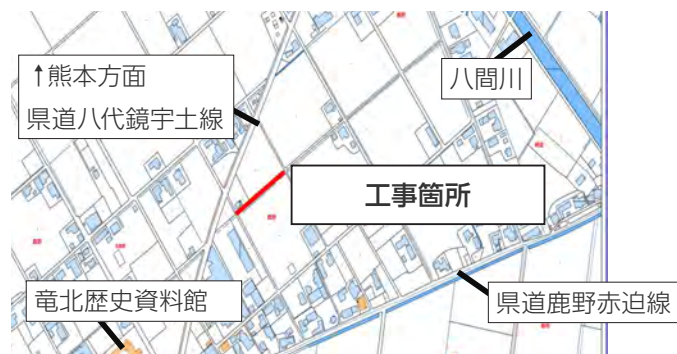 ↑熊本方面
県道八代鏡宇土線
八間川
工事箇所
竜北歴史資料館
県道鹿野赤迫線